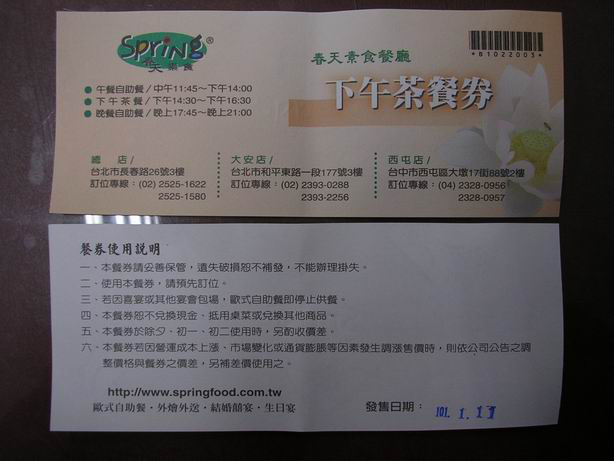 Spring®
春天素食
春天素食餐廳
*B1022003*
下午茶餐券
午餐自助餐/中午11:45~下午14:00
下午茶餐/下午14:30~下午16:30
晚餐自助餐/晚上17:45~晚上21:00
總 店/
台北市長春路26號3樓
訂位專線:(02) 2525-1622
2525-1580
大安店/
台北市和平東路一段177號3樓
訂位專線:(02) 2393-0288
2393-2256
西屯店/
台中市西屯區大墩17街88號2樓
訂位專線:(04) 2328-0956
2328-0957
餐券使用說明
一、本餐券請妥善保管,遺失破損恕不補發,不能辦理掛失。
二、使用本餐券,請預先訂位。
三、若因喜宴或其他宴會包場,歐式自助餐即停止供餐。
四、本餐券恕不兌換現金、抵用桌菜或兌換其他商品。
五、本餐券於除夕、初一、初二使用時,另酌收價差。
六、本餐券若因營運成本上漲、市場變化或通貨膨脹等因素發生調漲售價時,則依公司公告之調
整價格與餐券之價差,另補差價使用之。
http://www.springfood.com.tw
歐式自助餐·外燴外送·結婚囍宴·生日宴
發售日期: 101. 1. 17